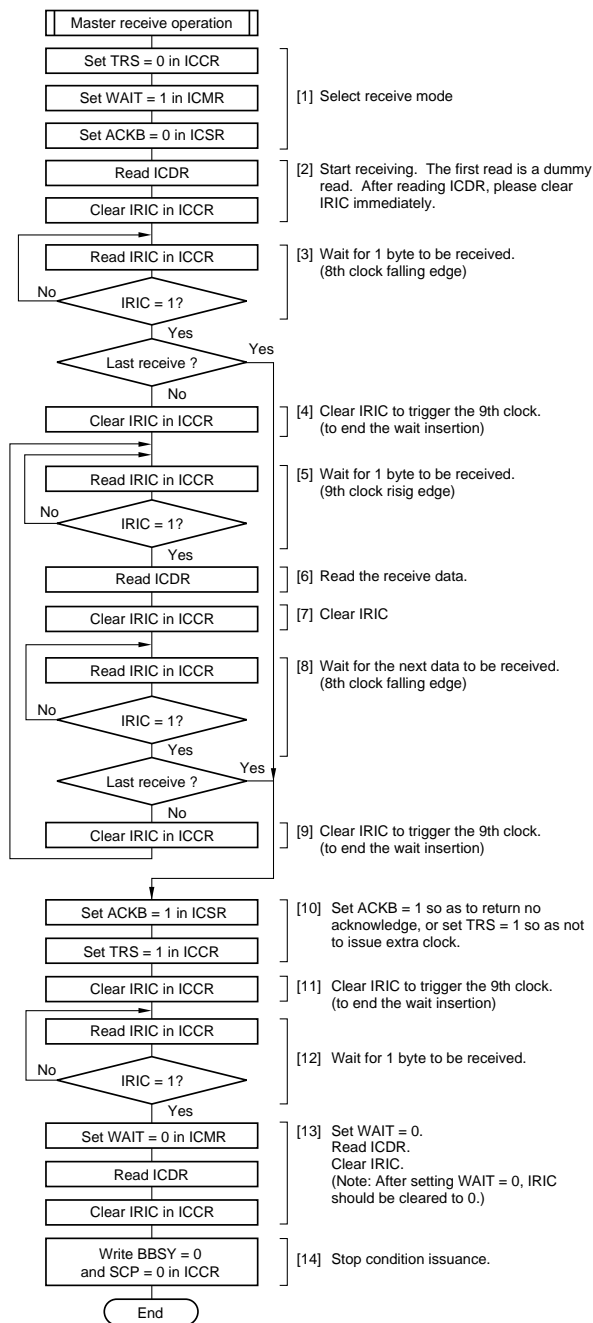 Master receive operation
Set TRS = 0 in ICCR
Set WAIT = 1 in ICMR
Set ACKB = 0 in ICSR
[1] Select receive mode
Read ICDR
Clear IRIC in ICCR
[2] Start receiving. The first read is a dummy
read. After reading ICDR, please clear
IRIC immediately.
Read IRIC in ICCR
No
IRIC = 1?
Yes
[3] Wait for 1 byte to be received.
(8th clock falling edge)
Last receive ?
Yes
No
Clear IRIC in ICCR
[4] Clear IRIC to trigger the 9th clock.
(to end the wait insertion)
Read IRIC in ICCR
No
IRIC = 1?
Yes
[5] Wait for 1 byte to be received.
(9th clock risig edge)
Read ICDR
[6] Read the receive data.
Clear IRIC in ICCR
[7] Clear IRIC
Read IRIC in ICCR
No
IRIC = 1?
Yes
[8] Wait for the next data to be received.
(8th clock falling edge)
Last receive ?
Yes
No
Clear IRIC in ICCR
[9] Clear IRIC to trigger the 9th clock.
(to end the wait insertion)
Set ACKB = 1 in ICSR
Set TRS = 1 in ICCR
[10] Set ACKB = 1 so as to return no
acknowledge, or set TRS = 1 so as not
to issue extra clock.
Clear IRIC in ICCR
[11] Clear IRIC to trigger the 9th clock.
(to end the wait insertion)
Read IRIC in ICCR
No
IRIC = 1?
Yes
[12] Wait for 1 byte to be received.
Set WAIT = 0 in ICMR
Read ICDR
Clear IRIC in ICCR
[13] Set WAIT = 0.
Read ICDR.
Clear IRIC.
(Note: After setting WAIT = 0, IRIC
should be cleared to 0.)
Write BBSY = 0
and SCP = 0 in ICCR
[14] Stop condition issuance.
End